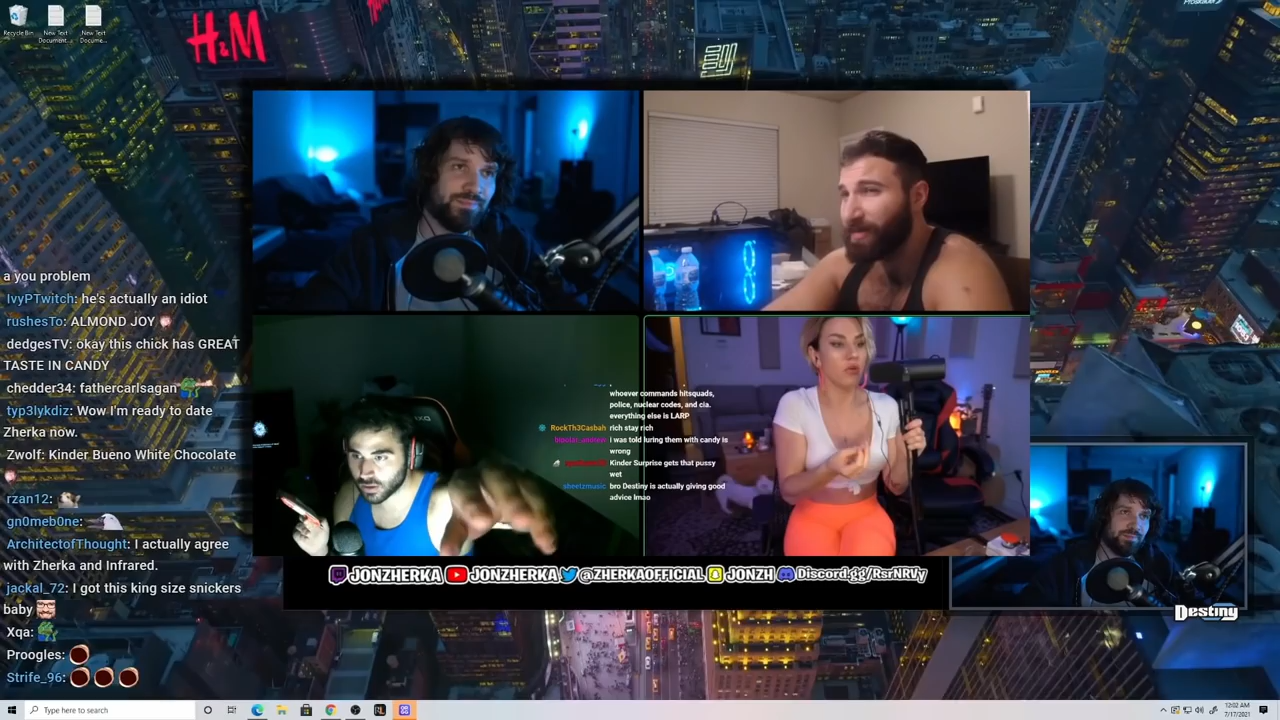 H&M
Recycle Bin
New Text
Document...
New Text
Docume...
a you problem
IvyPTwitch: he's actually an idiot
rushesTo: ALMOND JOY
dedgesTV: okay this chick has GREAT
TASTE IN CANDY
chedder34: fathercarlsagan
typ3lykdiz: Wow I'm ready to date
Zherka now.
Zwolf: Kinder Bueno White Chocolate
rzan12:
gn0meb0ne:
ArchitectofThought: I actually agree
with Zherka and Infrared.
jackal_72: I got this king size snickers
baby
Xqa:
Proogles:
Strife_96:
whoever commands hitsquads,
police, nuclear codes, and cia.
everything else is LARP
RockTh3Casbah rich stay rich
i was told luring them with candy is
wrong
Kinder Surprise gets that pussy
wet
sheetzmusic: bro Destiny is actually giving good
advice lmao
JONZHERKA JONZHERKA @ZHERKAOFFICIAL JONZH Discord.gg/RsrNRVy
Destiny
Type here to search
12:02 AM
7/17/2021